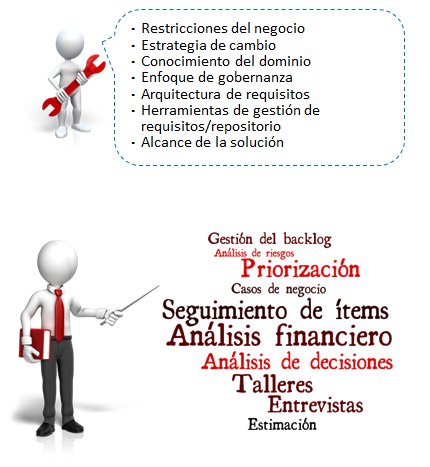 - Restricciones del negocio
- Estrategia de cambio
- Conocimiento del dominio
- Enfoque de gobernanza
- Arquitectura de requisitos
- Herramientas de gestión de
requisitos/repositorio
- Alcance de la solución
Gestión del backlog
Análisis de riesgos
Priorización
Casos de negocio
Seguimiento de ítems
Análisis financiero
Análisis de decisiones
Talleres
Entrevistas
Estimación